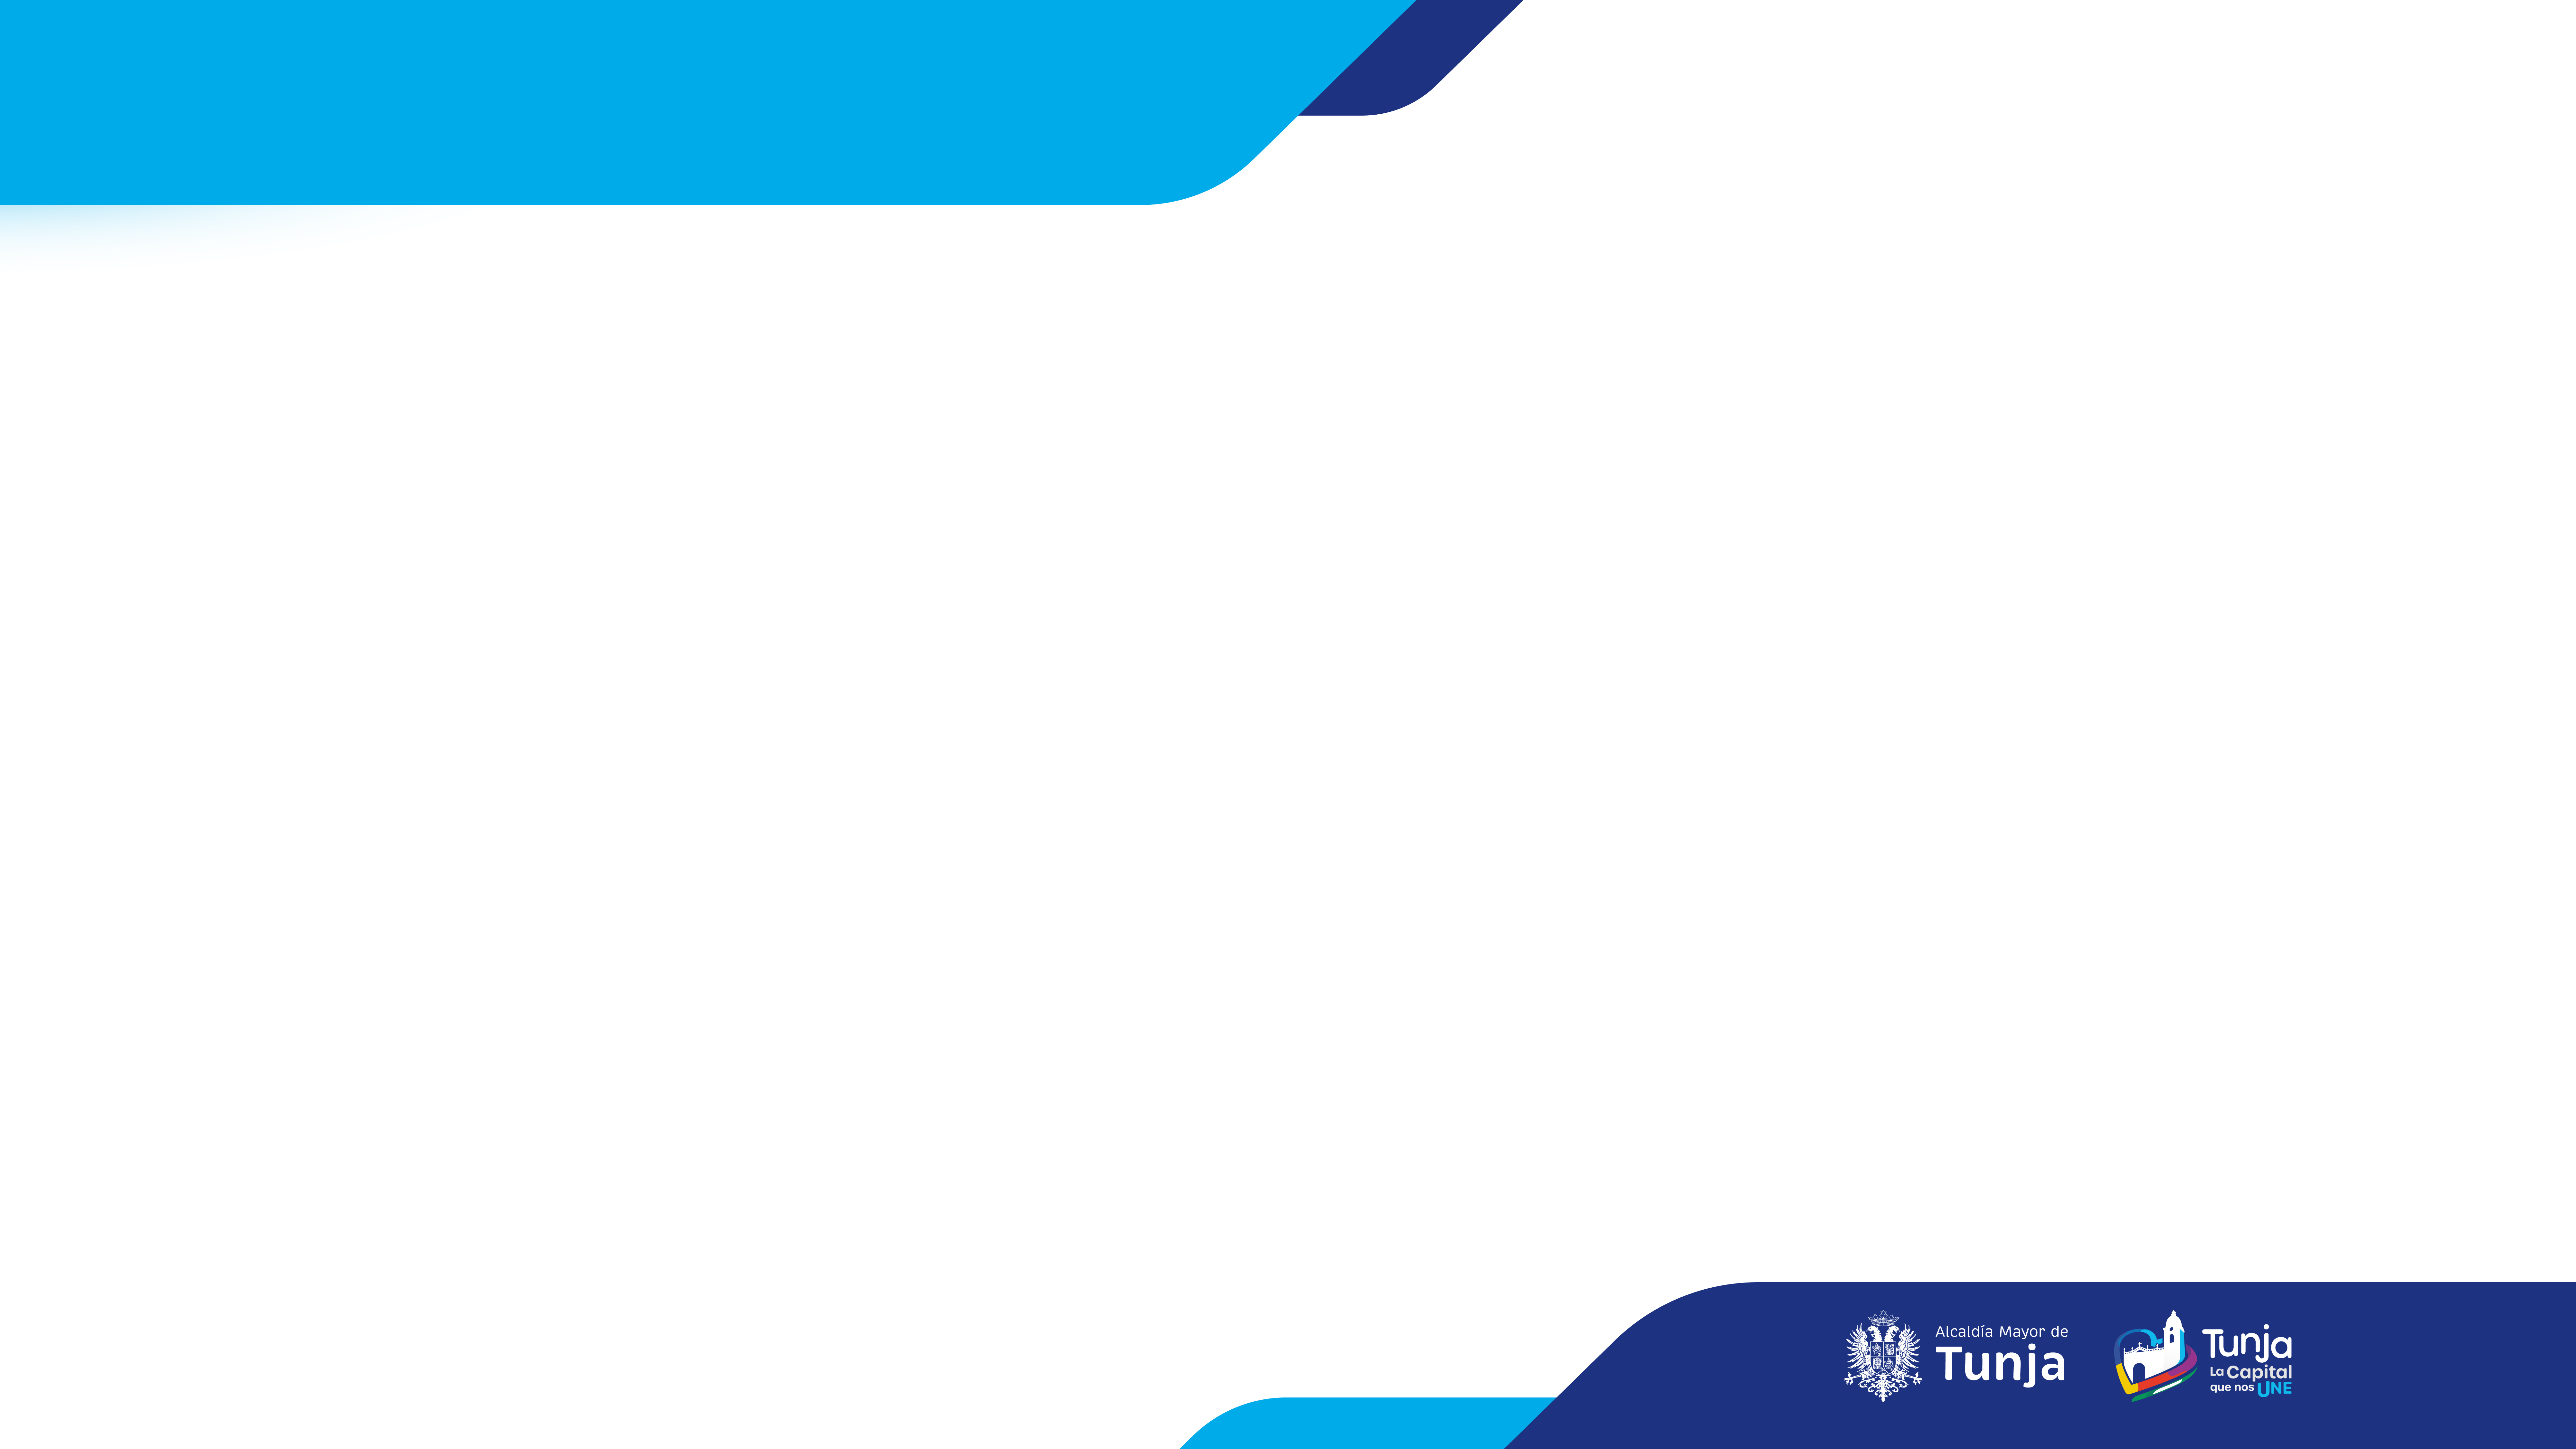 Alcaldía Mayor de
Tunja
Tunja
La Capital
que nos UNE